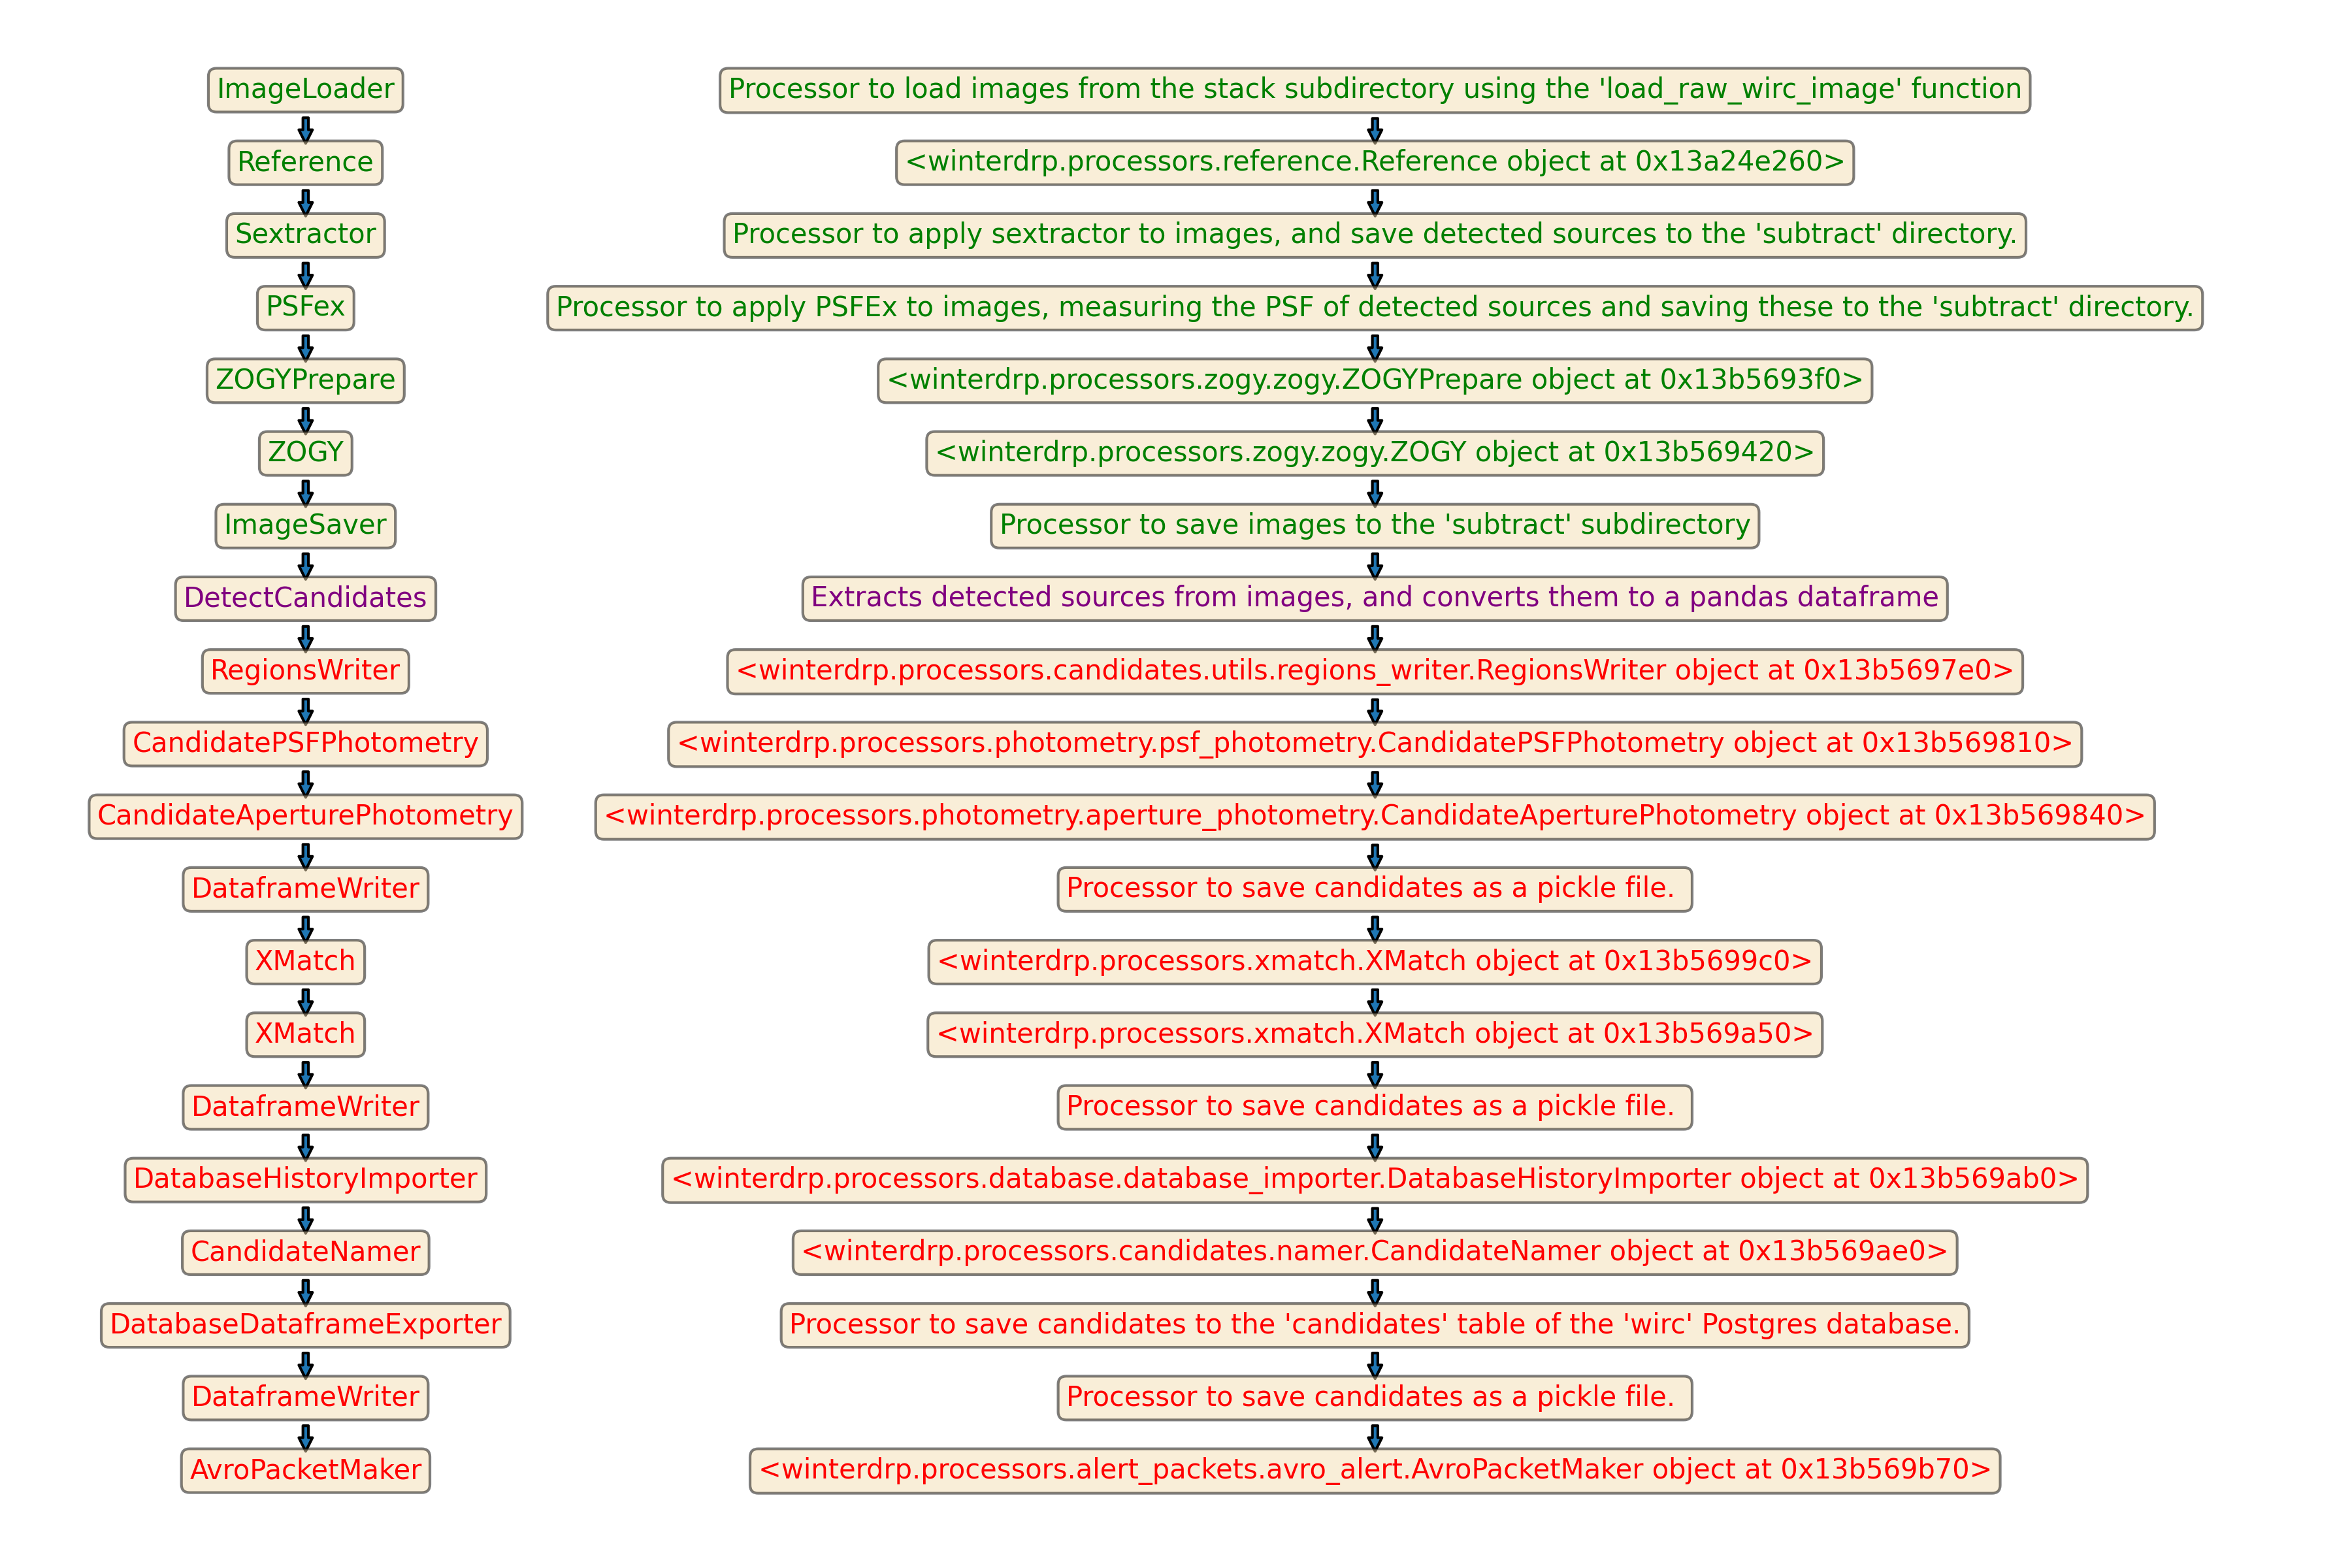 ImageLoader
Processor to load images from the stack subdirectory using the 'load_raw_wirc_image' function
Reference
<winterdrp.processors.reference.Reference object at 0x13a24e260>
Sextractor
Processor to apply sextractor to images, and save detected sources to the 'subtract' directory.
PSFex
Processor to apply PSFEx to images, measuring the PSF of detected sources and saving these to the 'subtract' directory.
ZOGYPrepare
<winterdrp.processors.zogy.zogy.ZOGYPrepare object at 0x13b5693f0>
ZOGY
<winterdrp.processors.zogy.zogy.ZOGY object at 0x13b569420>
ImageSaver
Processor to save images to the 'subtract' subdirectory
DetectCandidates
Extracts detected sources from images, and converts them to a pandas dataframe
RegionsWriter
<winterdrp.processors.candidates.utils.regions_writer.RegionsWriter object at 0x13b5697e0>
CandidatePSFPhotometry
<winterdrp.processors.photometry.psf_photometry.CandidatePSFPhotometry object at 0x13b569810>
CandidateAperturePhotometry
<winterdrp.processors.photometry.aperture_photometry.CandidateAperturePhotometry object at 0x13b569840>
DataframeWriter
Processor to save candidates as a pickle file.
XMatch
<winterdrp.processors.xmatch.XMatch object at 0x13b5699c0>
XMatch
<winterdrp.processors.xmatch.XMatch object at 0x13b569a50>
DataframeWriter
Processor to save candidates as a pickle file.
DatabaseHistoryImporter
<winterdrp.processors.database.database_importer.DatabaseHistoryImporter object at 0x13b569ab0>
CandidateNamer
<winterdrp.processors.candidates.namer.CandidateNamer object at 0x13b569ae0>
DatabaseDataframeExporter
Processor to save candidates to the 'candidates' table of the 'wirc' Postgres database.
DataframeWriter
Processor to save candidates as a pickle file.
AvroPacketMaker
<winterdrp.processors.alert_packets.avro_alert.AvroPacketMaker object at 0x13b569b70>